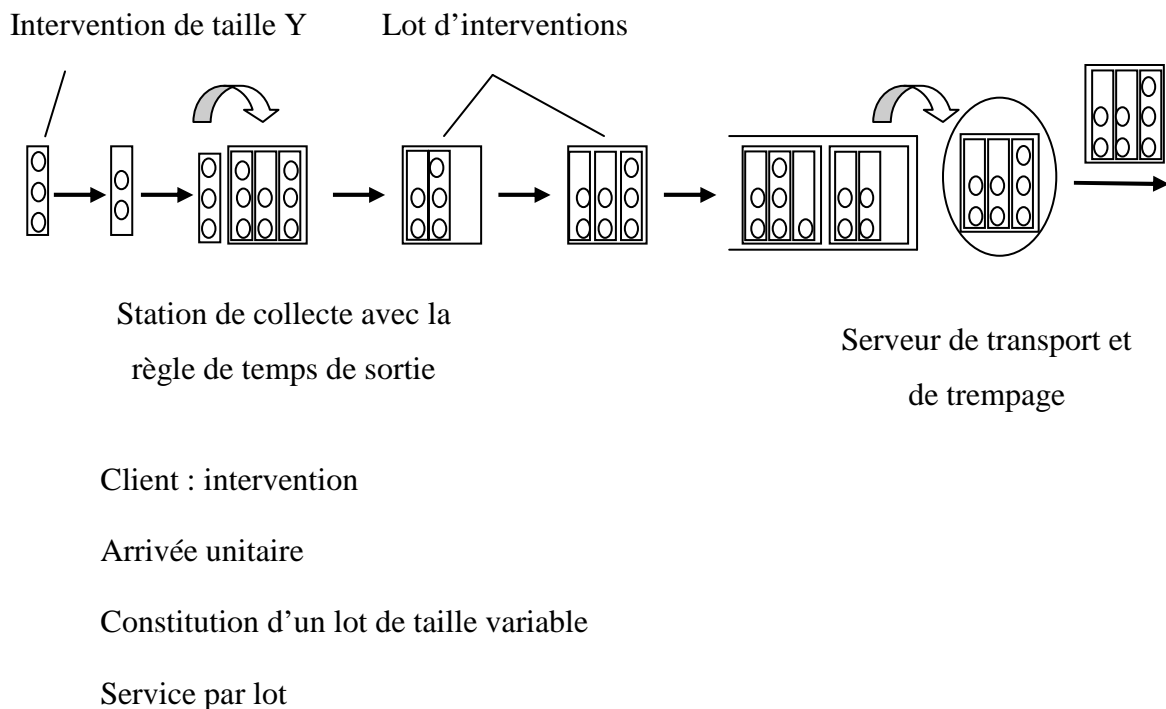 Intervention de taille Y
Lot d’interventions
Station de collecte avec la
règle de temps de sortie
Serveur de transport et
de trempage
Client : intervention
Arrivée unitaire
Constitution d’un lot de taille variable
Service par lot